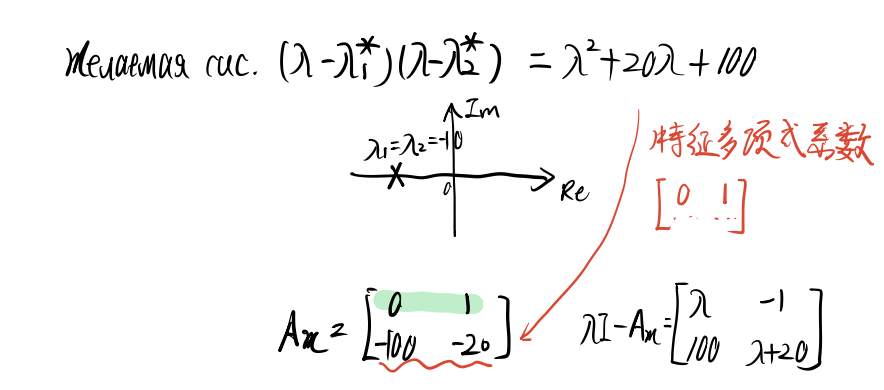 Желаемая сис. (λ-λ₁*)(λ-λ₂*) = λ²+20λ+100
Im
λ₁=λ₂=-10
0
Re
特征多项式系数
[0 1
... ...]
Aₘ = [0 1
-100 -20]
λI-Aₘ = [λ -1
100 λ+20]